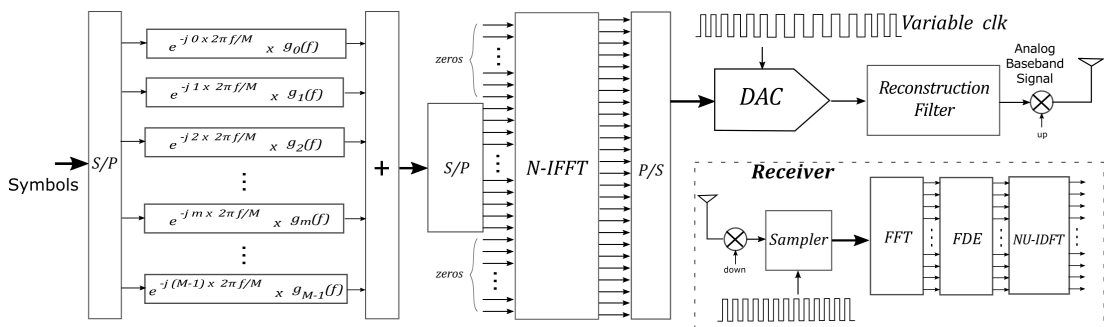 Symbols
S/P
e^{-j 0 x 2π f/M} x g_0(f)
e^{-j 1 x 2π f/M} x g_1(f)
e^{-j 2 x 2π f/M} x g_2(f)
e^{-j m x 2π f/M} x g_m(f)
e^{-j (M-1) x 2π f/M} x g_{M-1}(f)
+
S/P
zeros
zeros
N-IFFT
P/S
Variable clk
DAC
Reconstruction
Filter
Analog
Baseband
Signal
up
Receiver
down
Sampler
FFT
FDE
NU-IDFT